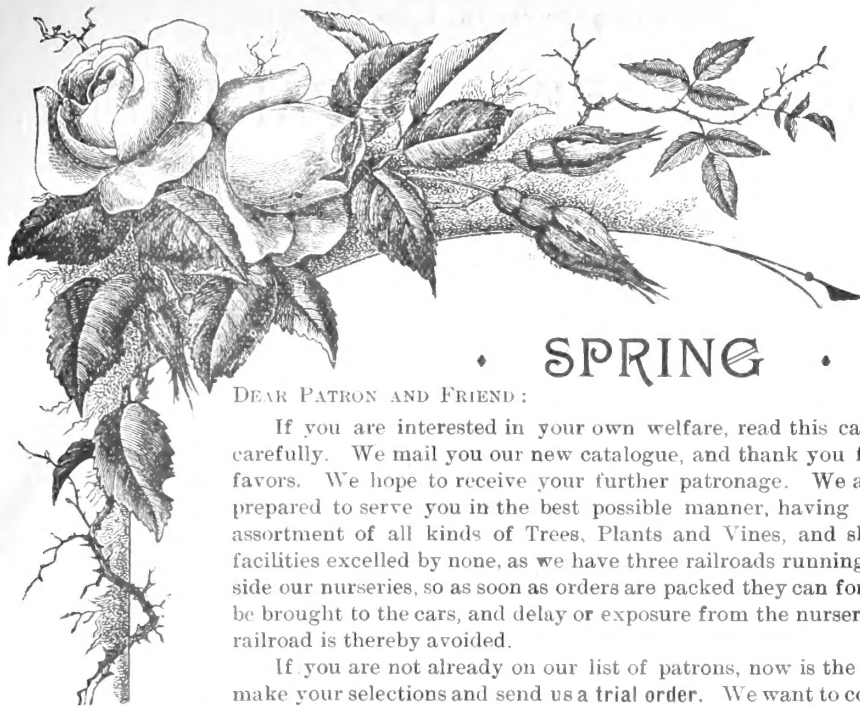 · SPRING ·
DEAR PATRON AND FRIEND:
If you are interested in your own welfare, read this ca
carefully. We mail you our new catalogue, and thank you f
favors. We hope to receive your further patronage. We a
prepared to serve you in the best possible manner, having
assortment of all kinds of Trees, Plants and Vines, and sh
facilities excelled by none, as we have three railroads running
side our nurseries, so as soon as orders are packed they can for
be brought to the cars, and delay or exposure from the nurser
railroad is thereby avoided.
If you are not already on our list of patrons, now is the
make your selections and send us a trial order. We want to co